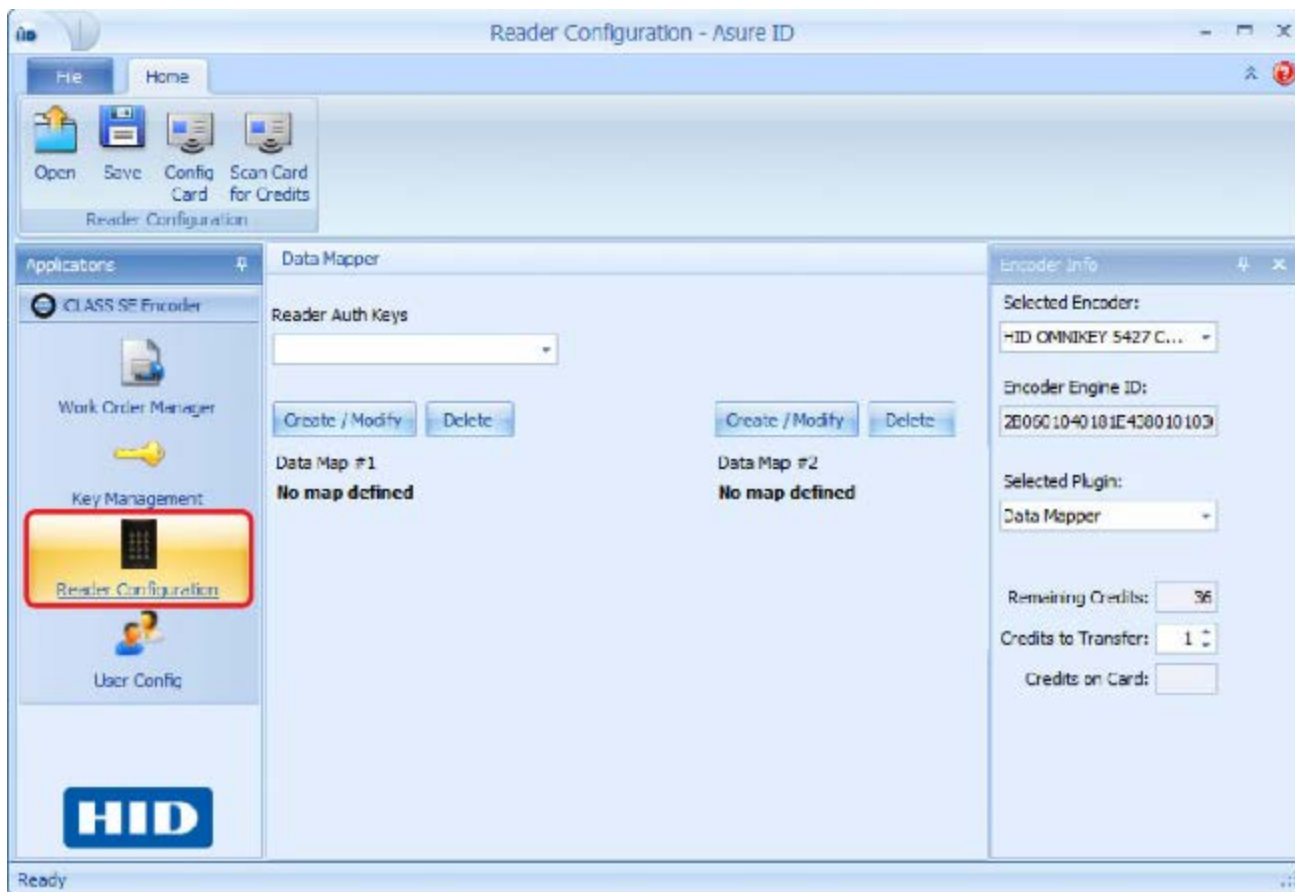 Reader Configuration - Asure ID
File
Home
Open
Save
Config Card
Scan Card for Credits
Reader Configuration
Applications
CLASS SE Encoder
Work Order Manager
Key Management
Reader Configuration
User Config
HID
Data Mapper
Reader Auth Keys
Create / Modify
Delete
Create / Modify
Delete
Data Map #1
Data Map #2
No map defined
No map defined
Encoder Info
Selected Encoder:
HID OMNIKEY 5427 C...
Encoder Engine ID:
Selected Plugin:
Data Mapper
Remaining Credits: 36
Credits to Transfer: 1
Credits on Card:
Ready